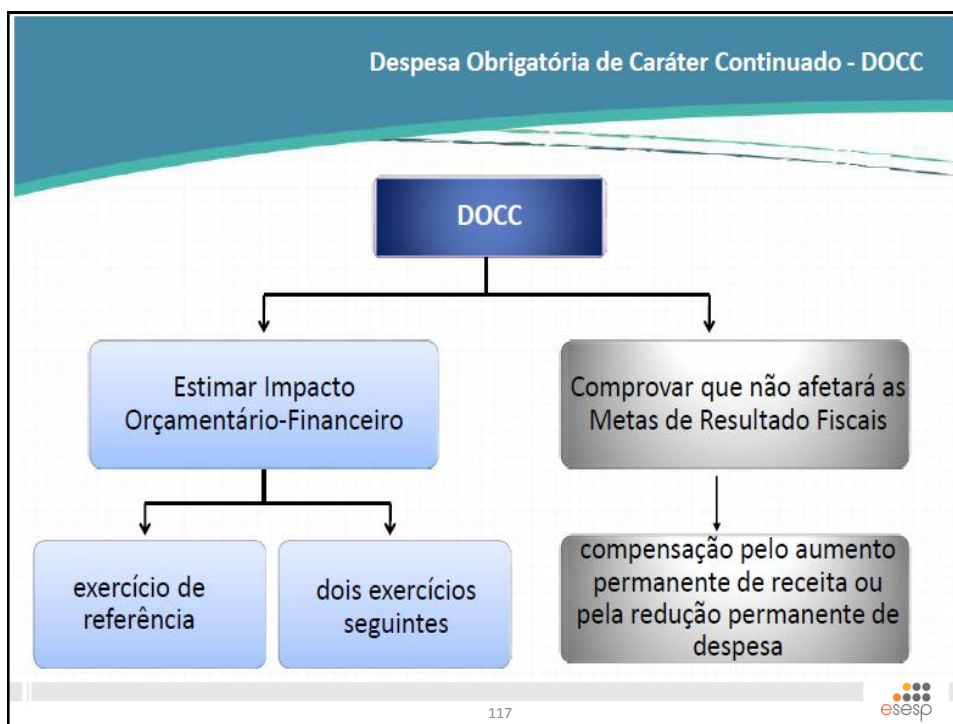 Despesa Obrigatória de Caráter Continuado - DOCC
DOCC
Estimar Impacto
Orçamentário-Financeiro
Comprovar que não afetará as
Metas de Resultado Fiscais
exercício de
referência
dois exercícios
seguintes
compensação pelo aumento
permanente de receita ou
pela redução permanente de
despesa
117
esesp